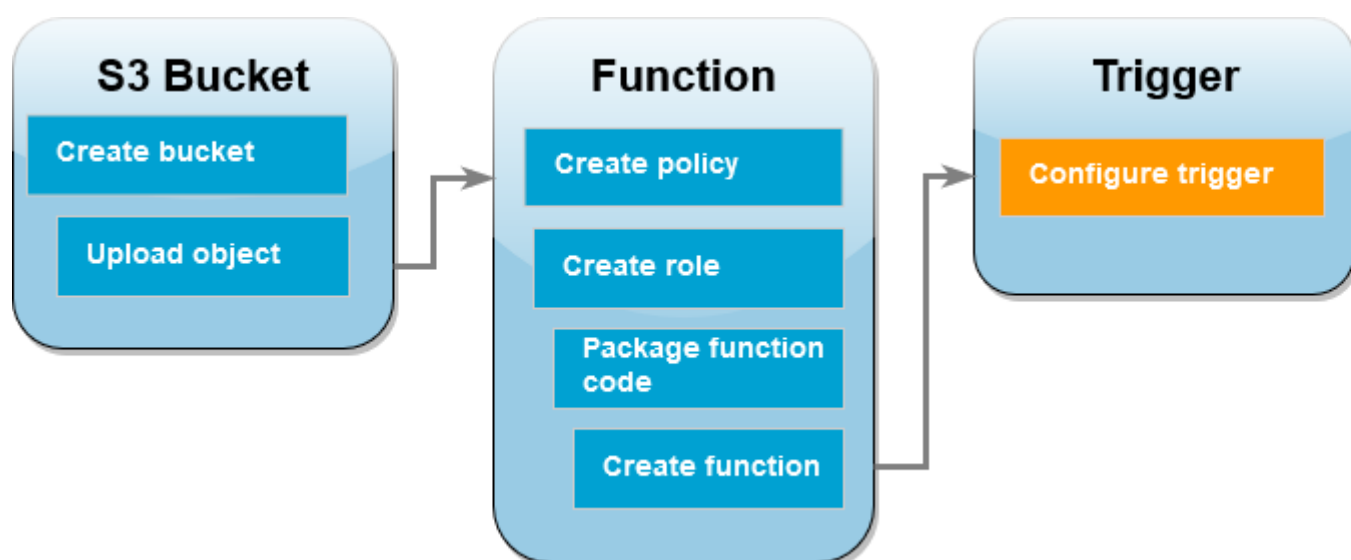 S3 Bucket
Create bucket
Upload object
Function
Create policy
Create role
Package function
code
Create function
Trigger
Configure trigger